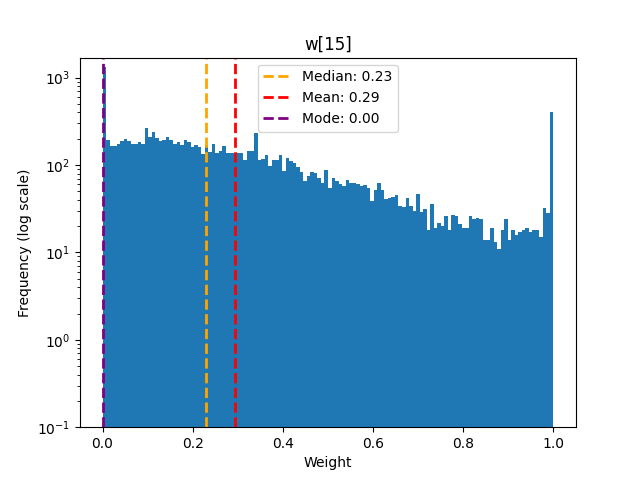 w[15]
Median: 0.23
Mean: 0.29
Mode: 0.00
Frequency (log scale)
10³
10²
10¹
10⁰
10⁻¹
0.0 0.2 0.4 0.6 0.8 1.0
Weight